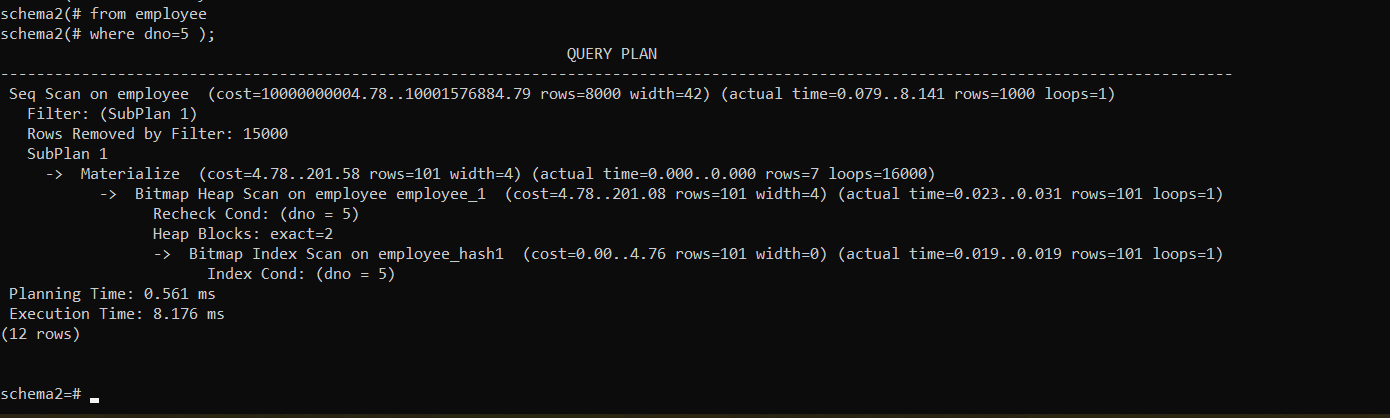 schema2(# from employee
schema2(# where dno=5 );
QUERY PLAN
-----------------------------------------------------------------------------------------------------------------------------------------
Seq Scan on employee  (cost=10000000004.78..10001576884.79 rows=8000 width=42) (actual time=0.079..8.141 rows=1000 loops=1)
Filter: (SubPlan 1)
Rows Removed by Filter: 15000
SubPlan 1
->  Materialize  (cost=4.78..201.58 rows=101 width=4) (actual time=0.000..0.000 rows=7 loops=16000)
->  Bitmap Heap Scan on employee employee_1  (cost=4.78..201.08 rows=101 width=4) (actual time=0.023..0.031 rows=101 loops=1)
Recheck Cond: (dno = 5)
Heap Blocks: exact=2
->  Bitmap Index Scan on employee_hash1  (cost=0.00..4.76 rows=101 width=0) (actual time=0.019..0.019 rows=101 loops=1)
Index Cond: (dno = 5)
Planning Time: 0.561 ms
Execution Time: 8.176 ms
(12 rows)
schema2=#